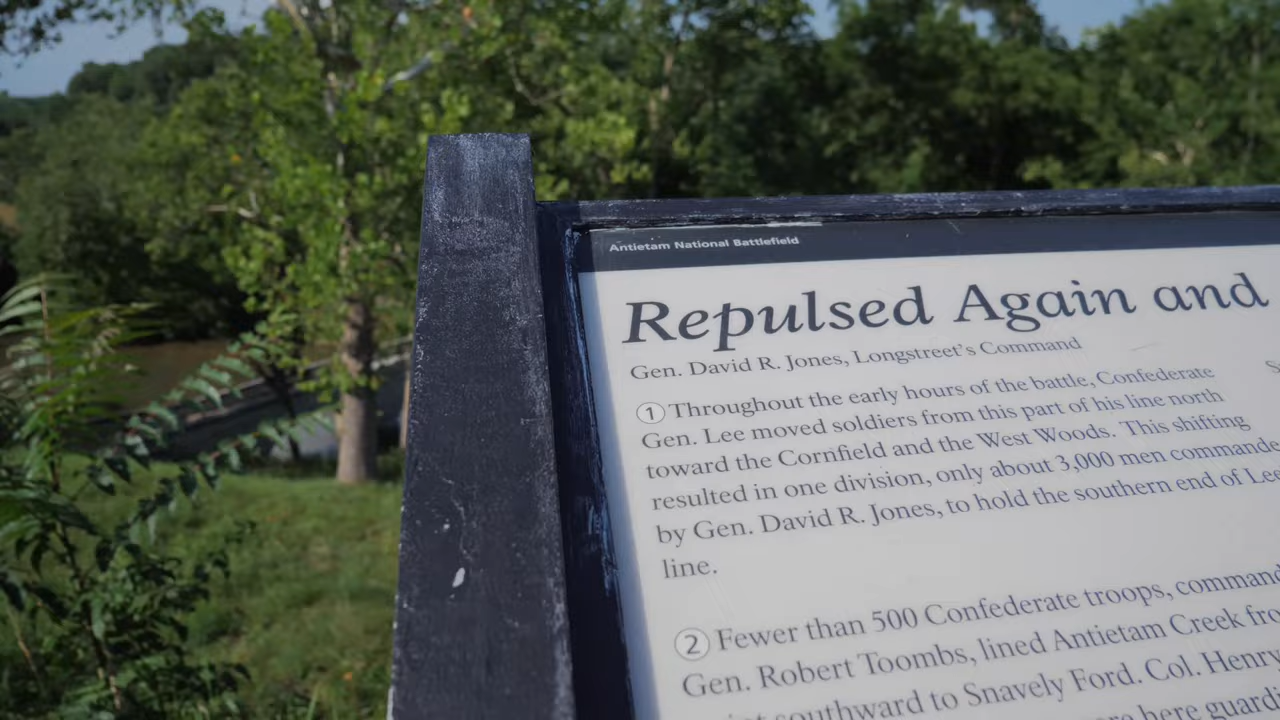 Antietam National Battlefield
Repulsed Again and
Gen. David R. Jones, Longstreet's Command
① Throughout the early hours of the battle, Confederate
Gen. Lee moved soldiers from this part of his line north
toward the Cornfield and the West Woods. This shifting
resulted in one division, only about 3,000 men commande
by Gen. David R. Jones, to hold the southern end of Lee
line.
② Fewer than 500 Confederate troops, command
Gen. Robert Toombs, lined Antietam Creek fro
southward to Snavely Ford. Col. Henry
here guardi